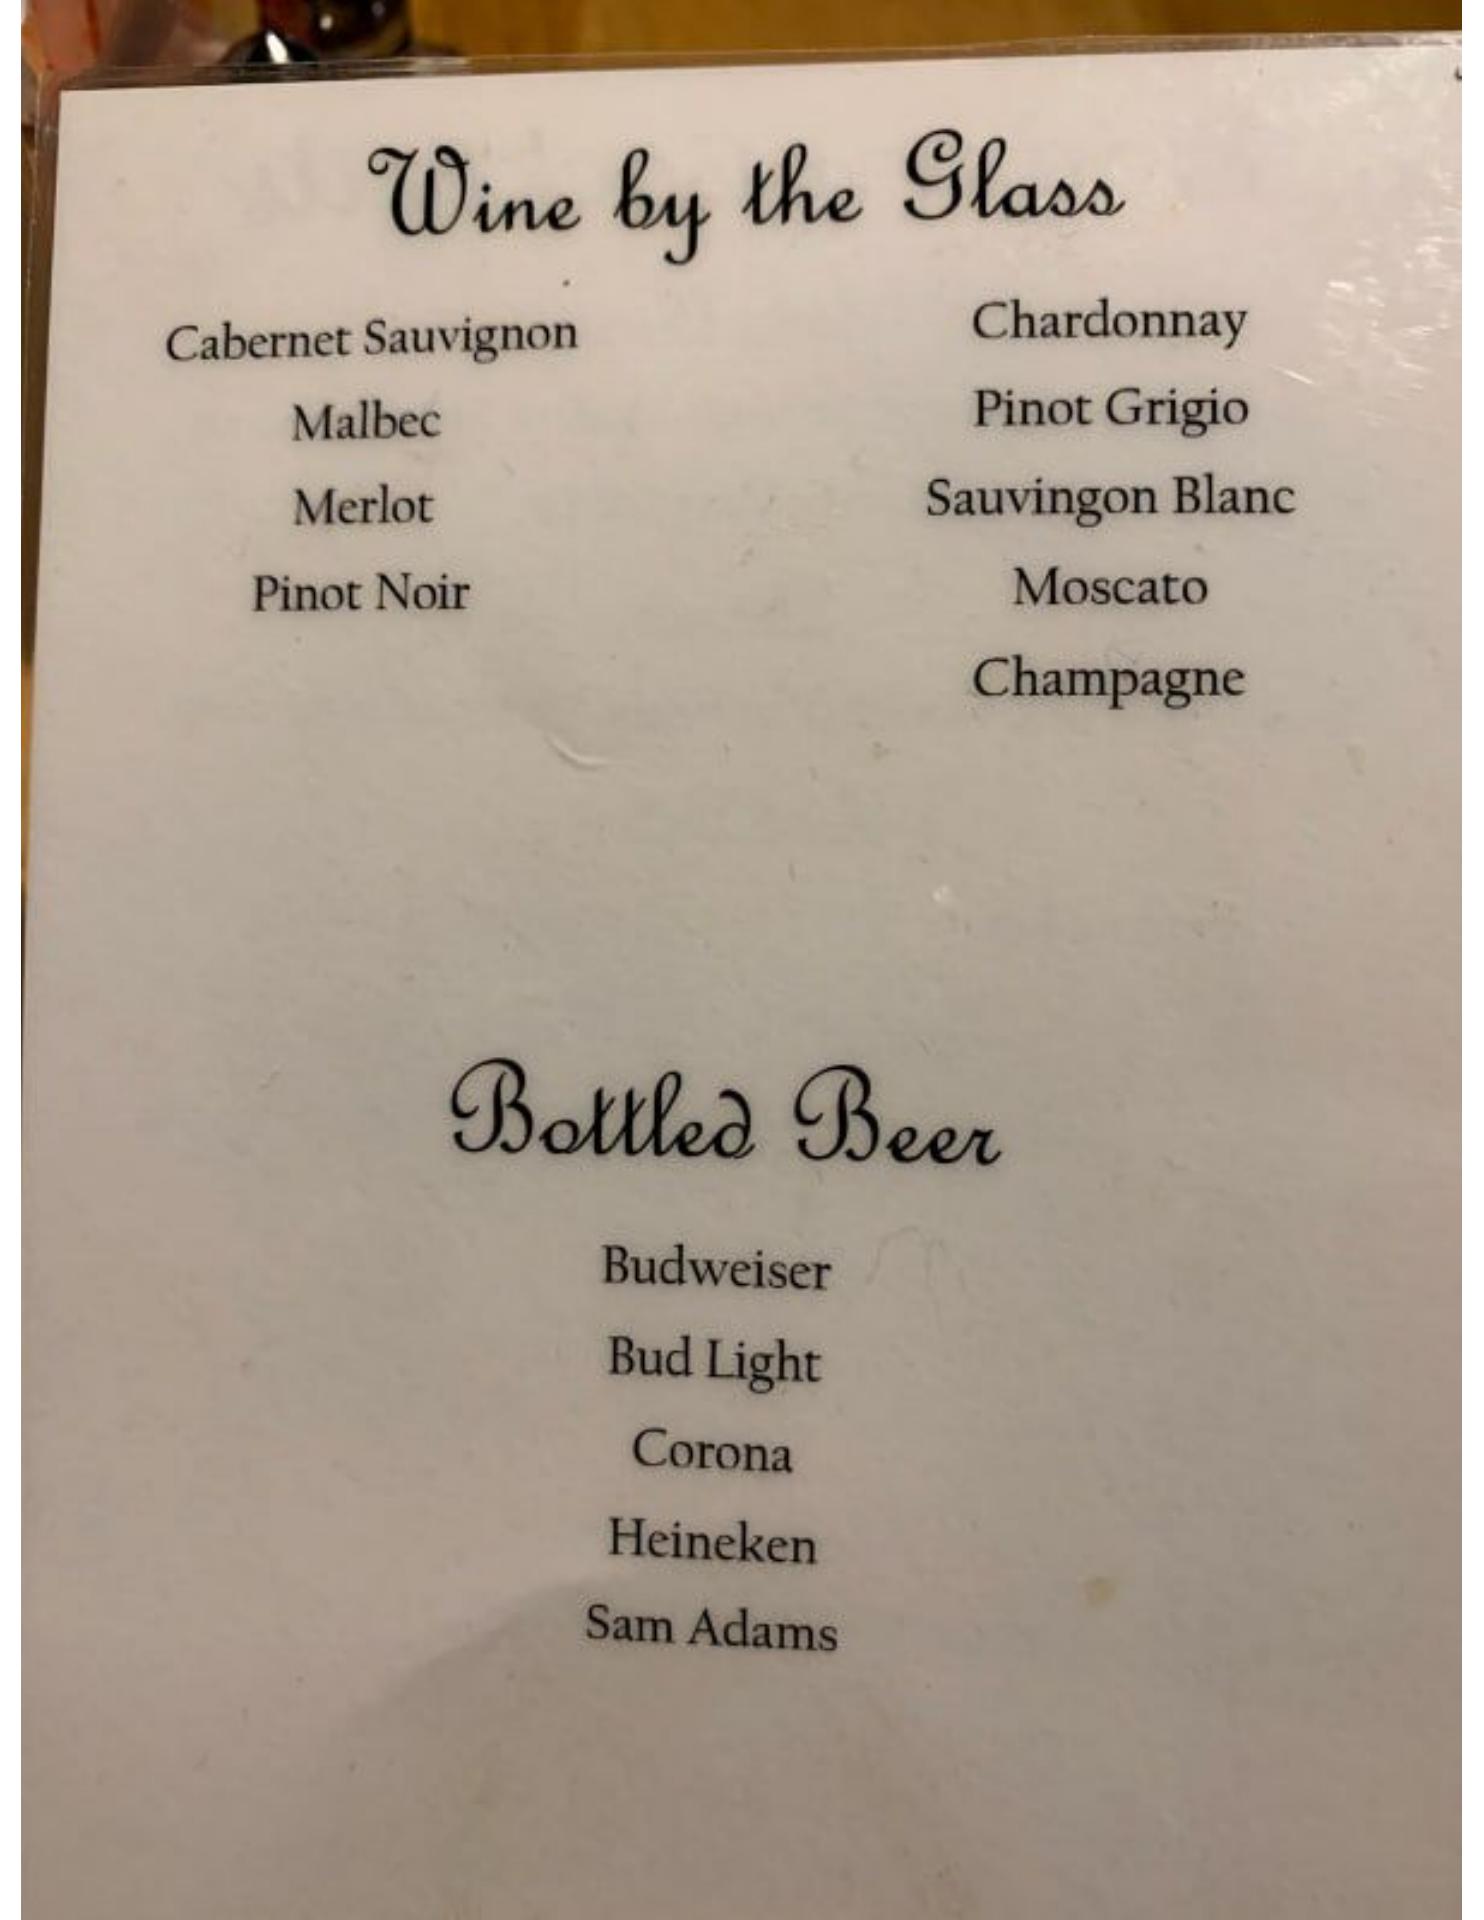 Wine by the Glass
Cabernet Sauvignon
Malbec
Merlot
Pinot Noir
Chardonnay
Pinot Grigio
Sauvingon Blanc
Moscato
Champagne
Bottled Beer
Budweiser
Bud Light
Corona
Heineken
Sam Adams